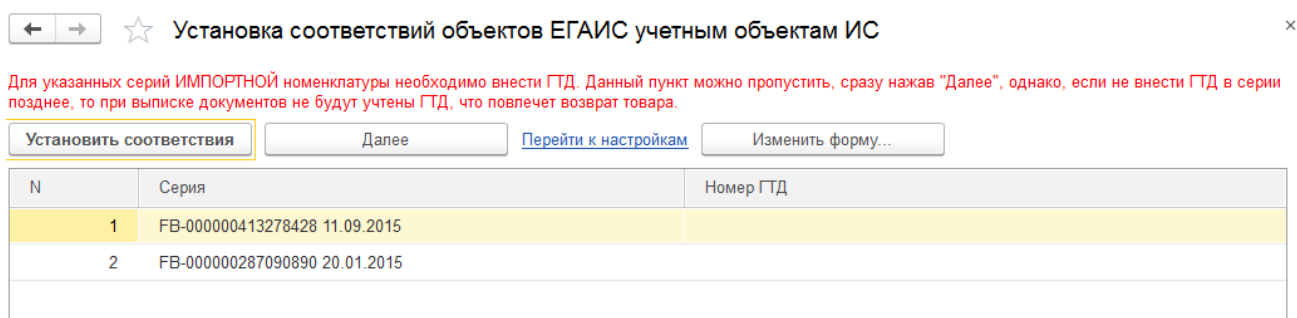 Установка соответствий объектов ЕГАИС учетным объектам ИС
Для указанных серий ИМПОРТНОЙ номенклатуры необходимо внести ГТД. Данный пункт можно пропустить, сразу нажав "Далее", однако, если не внести ГТД в серии
позднее, то при выписке документов не будут учтены ГТД, что повлечет возврат товара.
Установить соответствия Далее Перейти к настройкам Изменить форму...
N Серия Номер ГТД
1 FB-000000413278428 11.09.2015
2 FB-000000287090890 20.01.2015